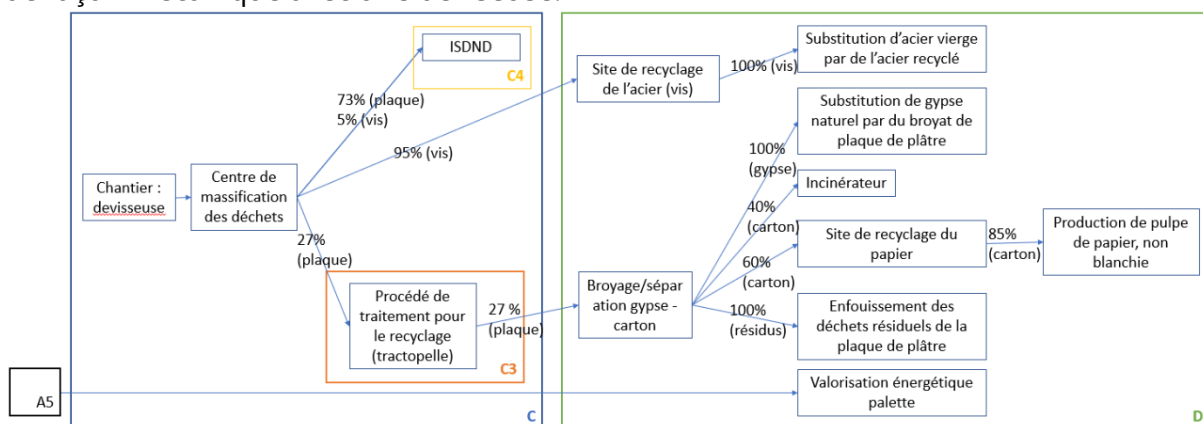 Chantier :
devisseuse
Centre de
massification
des déchets
ISDND
C4
73% (plaque)
5% (vis)
95% (vis)
27%
(plaque)
Procédé de
traitement pour
le recyclage
(tractopelle)
C3
27 %
(plaque)
A5
C
Site de recyclage
de l’acier (vis)
100% (vis)
Substitution d’acier vierge
par de l’acier recyclé
Substitution de gypse
naturel par du broyat de
plaque de plâtre
100%
(gypse)
Incinérateur
40%
(carton)
Broyage/sépar
ation gypse -
carton
60%
(carton)
Site de recyclage du
papier
85%
(carton)
Production de pulpe
de papier, non
blanchie
100%
(résidus)
Enfouissement des
déchets résiduels de la
plaque de plâtre
Valorisation énergétique
palette
D